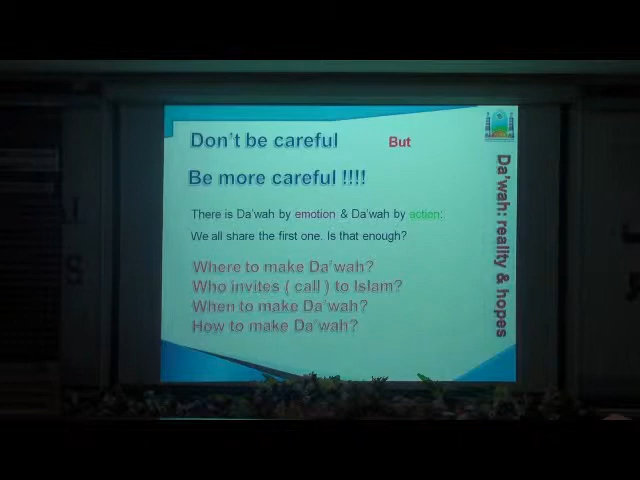 Don't be careful But
Be more careful !!!!
There is Da'wah by emotion & Da'wah by action:
We all share the first one. Is that enough?
Where to make Da'wah?
Who invites ( call ) to Islam?
When to make Da'wah?
How to make Da'wah?
Da'wah: reality & hopes